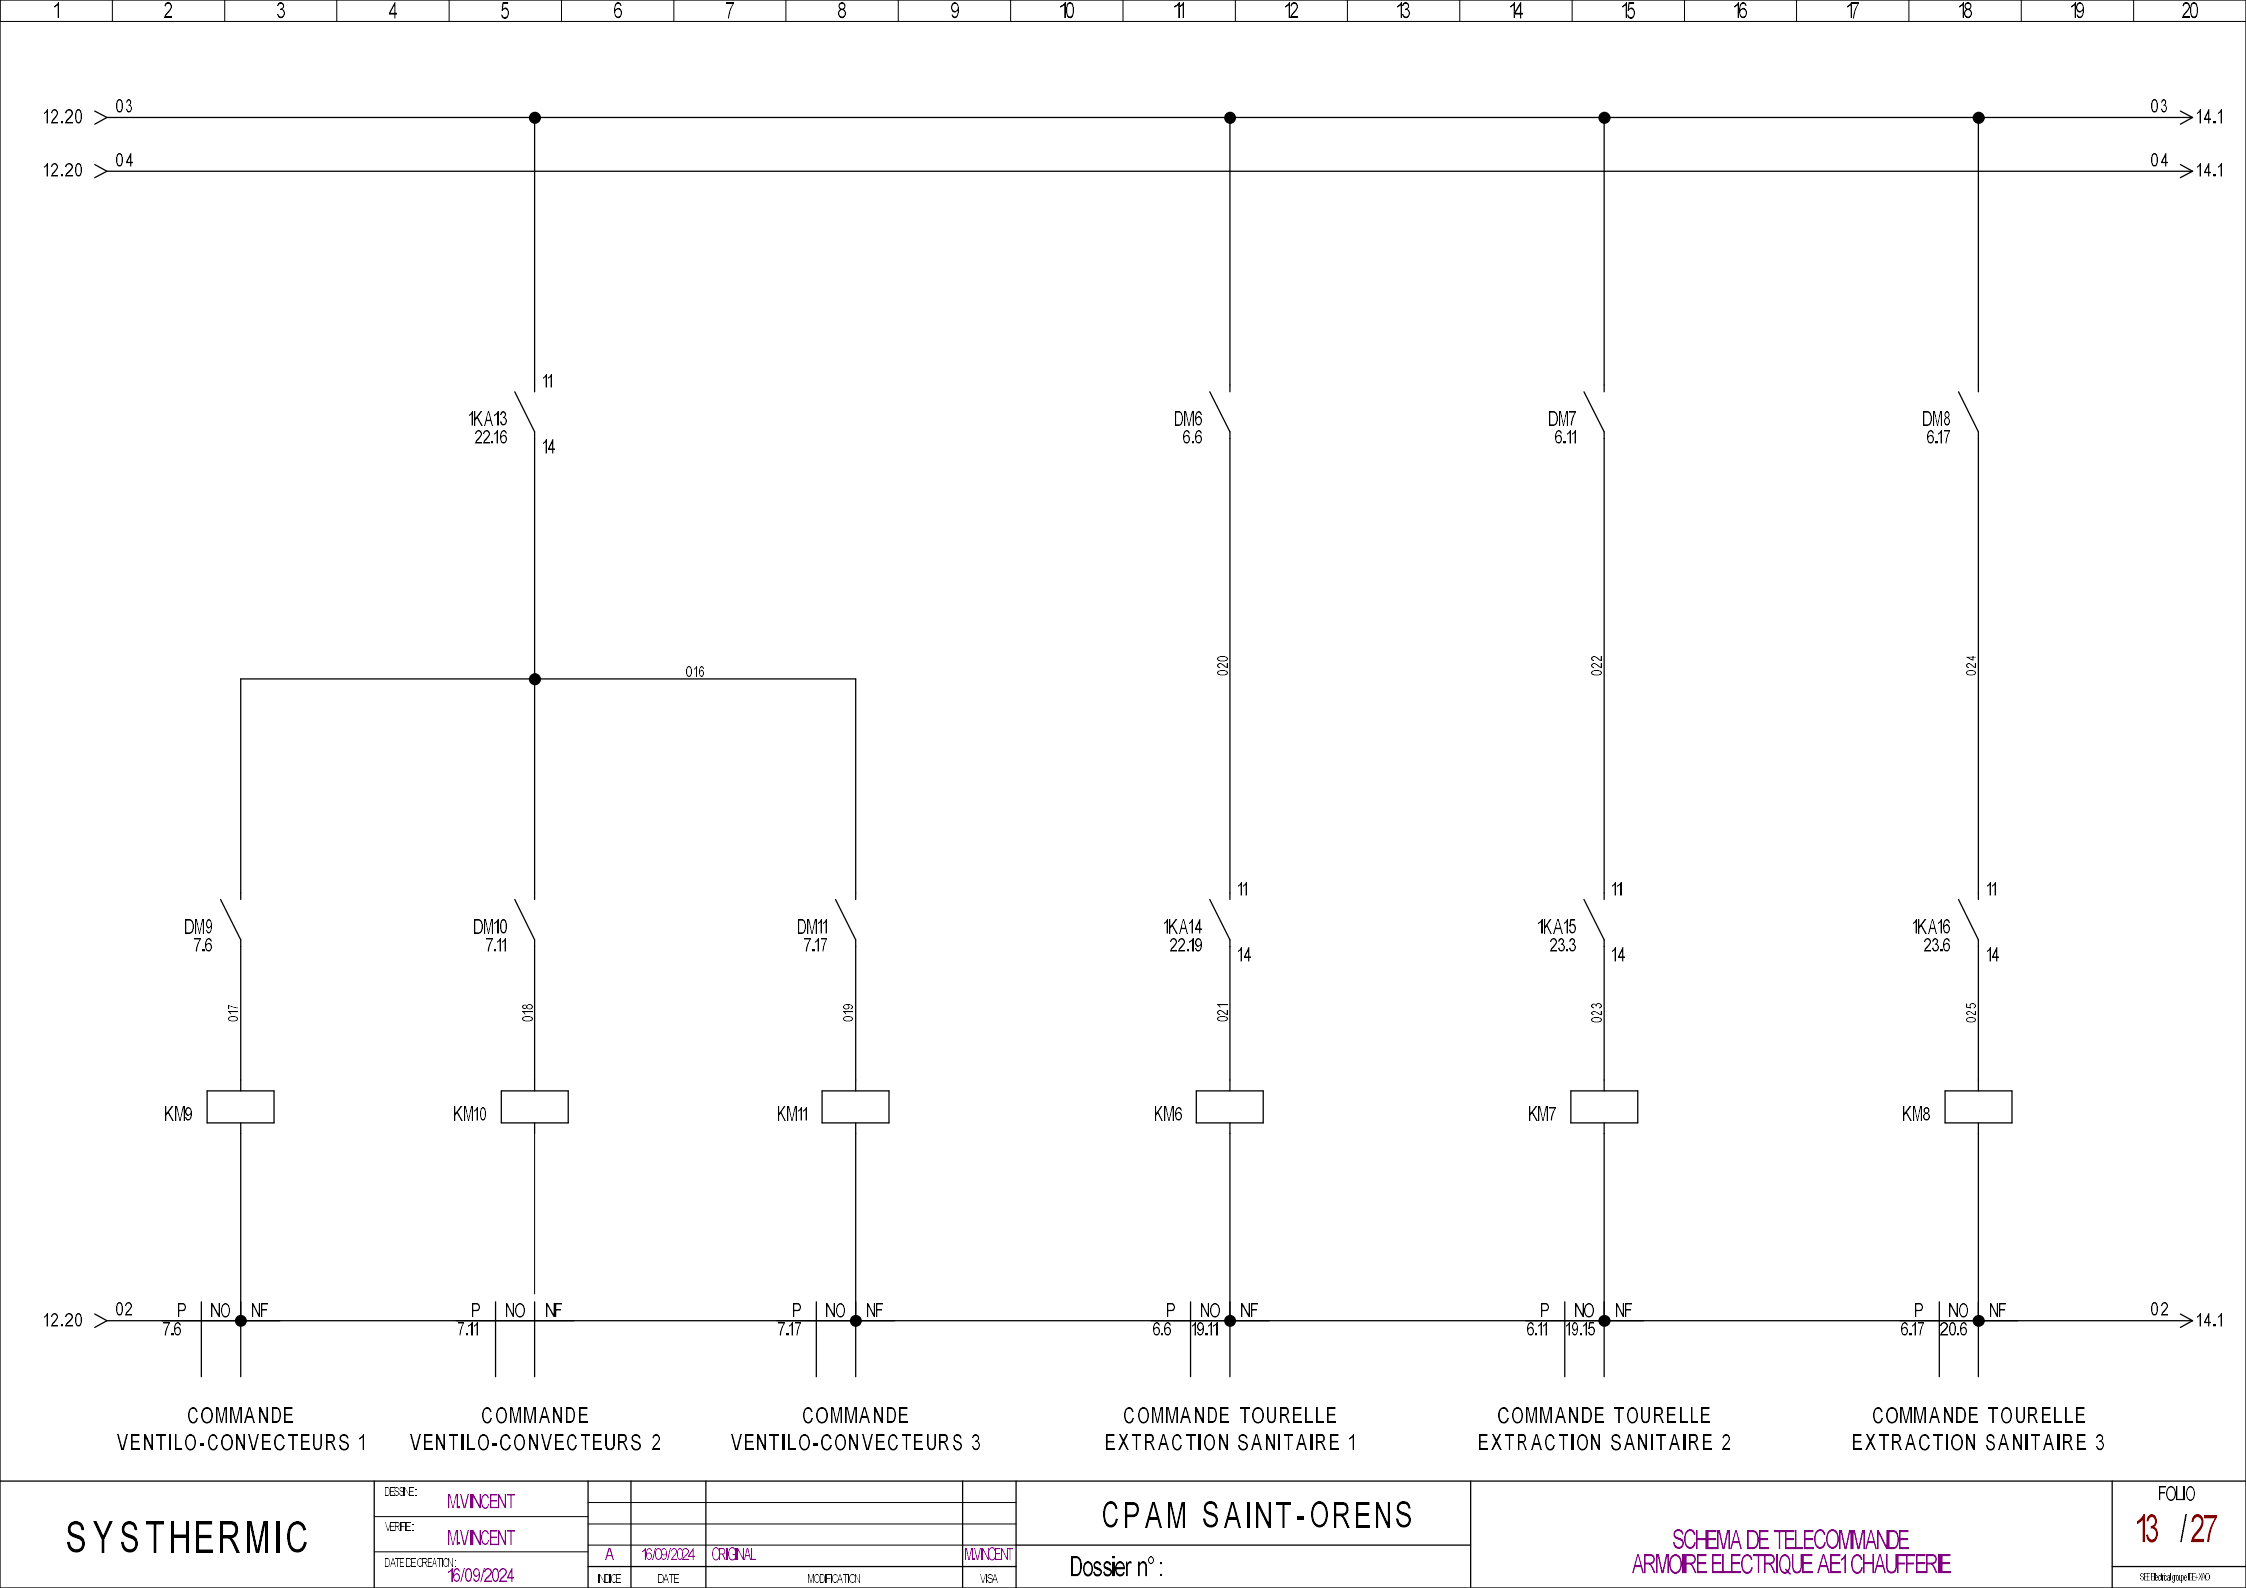 1 2 3 4 5 6 7 8 9 10 11 12 13 14 15 16 17 18 19 20
12.20 03 03 14.1
12.20 04 04 14.1
11
1KA13
22.16
14
DM6
6.6
DM7
6.11
DM8
6.17
016
020
022
024
DM9
7.6
DM10
7.11
DM11
7.17
11
1KA14
22.19
14
11
1KA15
23.3
14
11
1KA16
23.6
14
017
018
019
021
023
025
KM9
KM10
KM11
KM6
KM7
KM8
12.20 02 P NO NF P NO NF P NO NF P NO NF P NO NF P NO NF 02 14.1
7.6 7.11 7.17 6.6 19.11 6.11 19.15 6.17 20.6
COMMANDE
VENTILO-CONVECTEURS 1
COMMANDE
VENTILO-CONVECTEURS 2
COMMANDE
VENTILO-CONVECTEURS 3
COMMANDE TOURELLE
EXTRACTION SANITAIRE 1
COMMANDE TOURELLE
EXTRACTION SANITAIRE 2
COMMANDE TOURELLE
EXTRACTION SANITAIRE 3
SYSTHERMIC
DESSINE :
M.VINCENT
VERIFIE :
M.VINCENT
DATE DE CREATION :
16/09/2024
A 16/09/2024 ORIGINAL M.VINCENT
INDICE DATE MODIFICATION VISA
CPAM SAINT-ORENS
Dossier n° :
SCHEMA DE TELECOMMANDE
ARMOIRE ELECTRIQUE AE1 CHAUFFERIE
FOLIO
13 /27